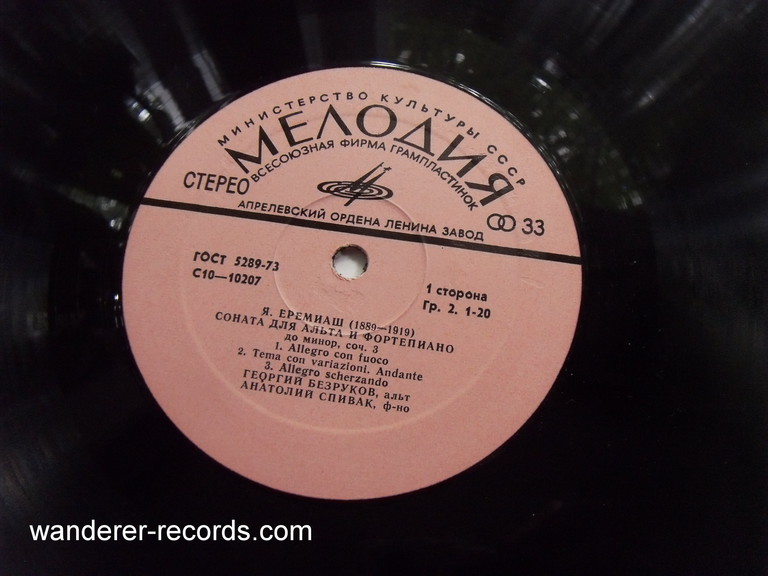 МИНИСТЕРСТВО КУЛЬТУРЫ СССР
МЕЛОДИЯ
ВСЕСОЮЗНАЯ ФИРМА ГРАМПЛАСТИНОК
СТЕРЕО
33
АПРЕЛЕВСКИЙ ОРДЕНА ЛЕНИНА ЗАВОД
ГОСТ 5289-73
С10—10207
1 сторона
Гр. 2. 1-20
Я. ЕРЕМИАШ (1889—1919)
СОНАТА ДЛЯ АЛЬТА И ФОРТЕПИАНО
до минор, соч. 3
1. Allegro con fuoco
2. Tema con variazioni. Andante
3. Allegro scherzando
ГЕОРГИЙ БЕЗРУКОВ, альт
АНАТОЛИЙ СПИВАК, ф-но
wanderer-records.com